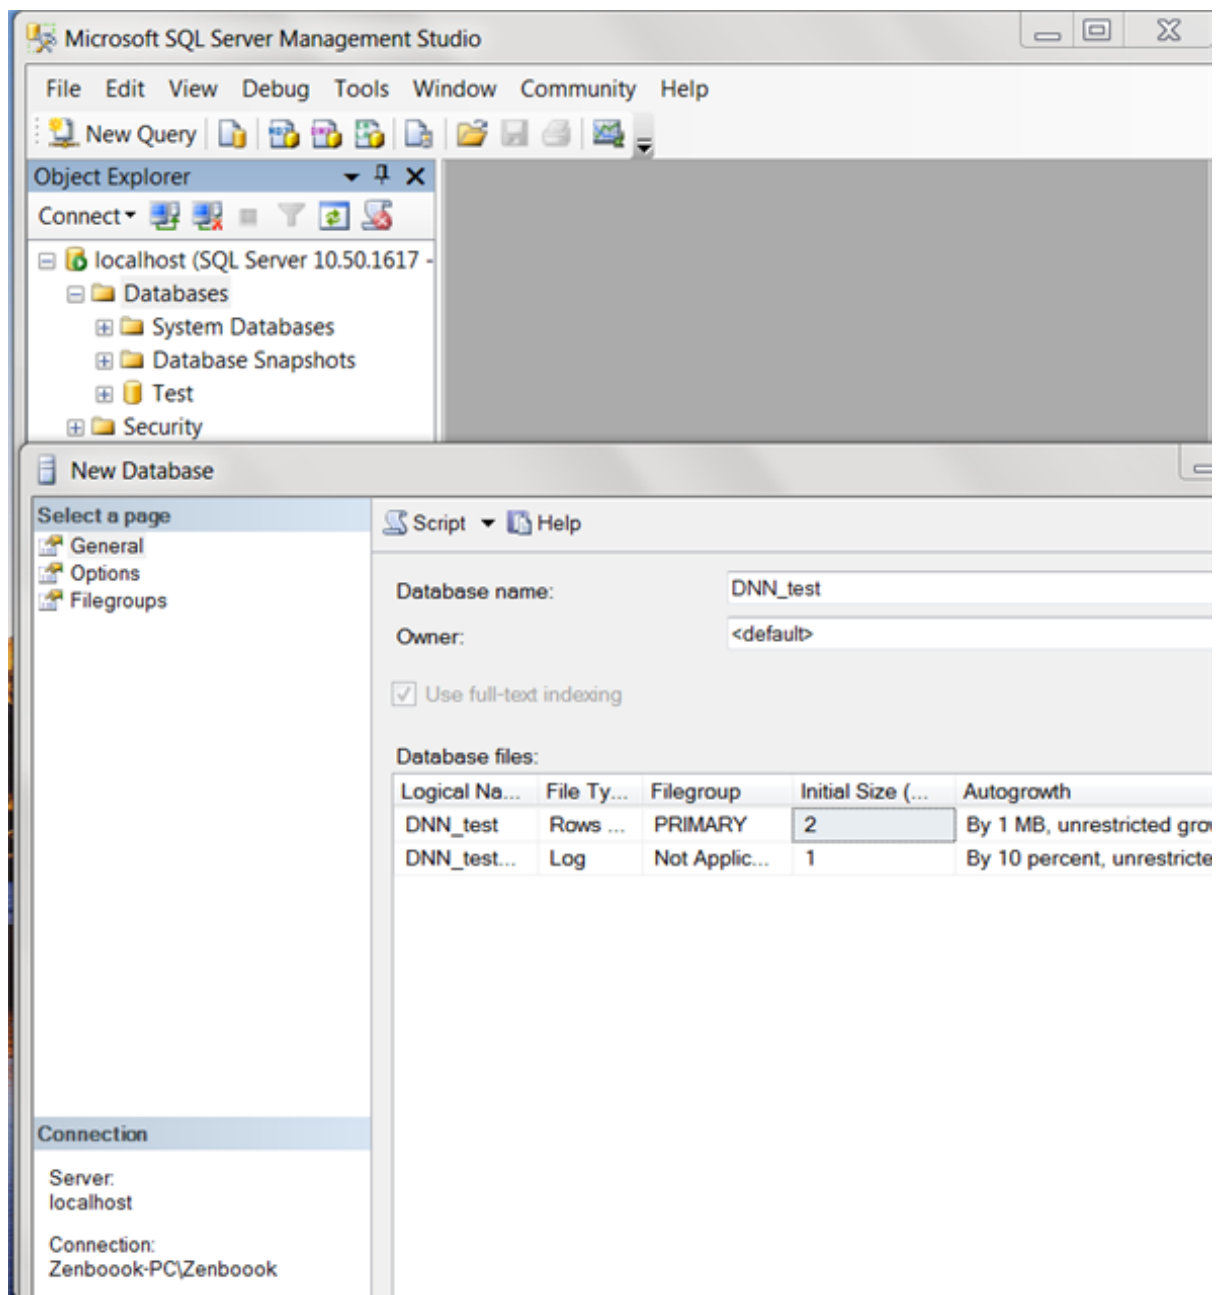 Microsoft SQL Server Management Studio
File Edit View Debug Tools Window Community Help
New Query
Object Explorer
Connect
localhost (SQL Server 10.50.1617 -
Databases
System Databases
Database Snapshots
Test
Security
New Database
Select a page
General
Options
Filegroups
Script Help
Database name: DNN_test
Owner: <default>
Use full-text indexing
Database files:
Logical Na... File Ty... Filegroup Initial Size (... Autogrowth
DNN_test Rows ... PRIMARY 2 By 1 MB, unrestricted gro
DNN_test... Log Not Applic... 1 By 10 percent, unrestricte
Connection
Server:
localhost
Connection:
Zenboook-PC\Zenboook